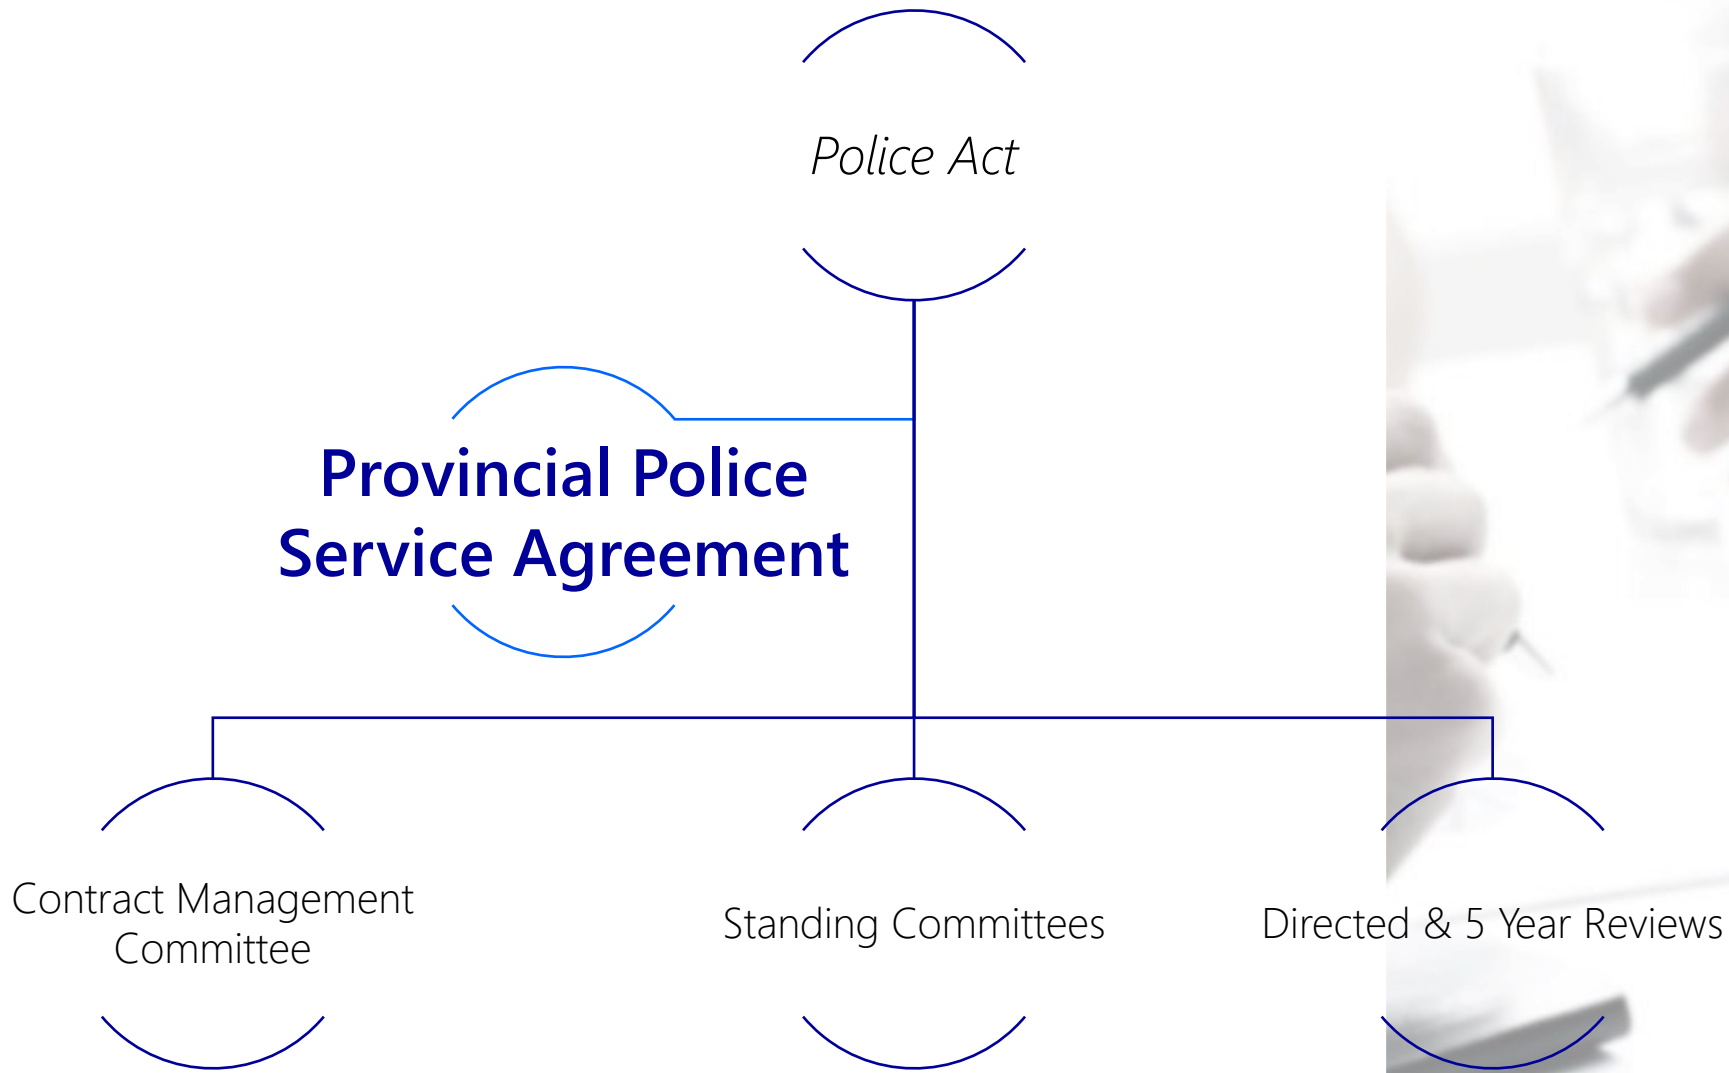 Police Act
Provincial Police
Service Agreement
Contract Management
Committee
Standing Committees
Directed & 5 Year Reviews